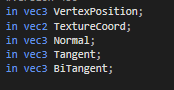 in vec3 VertexPosition;
in vec2 TextureCoord;
in vec3 Normal;
in vec3 Tangent;
in vec3 BiTangent;